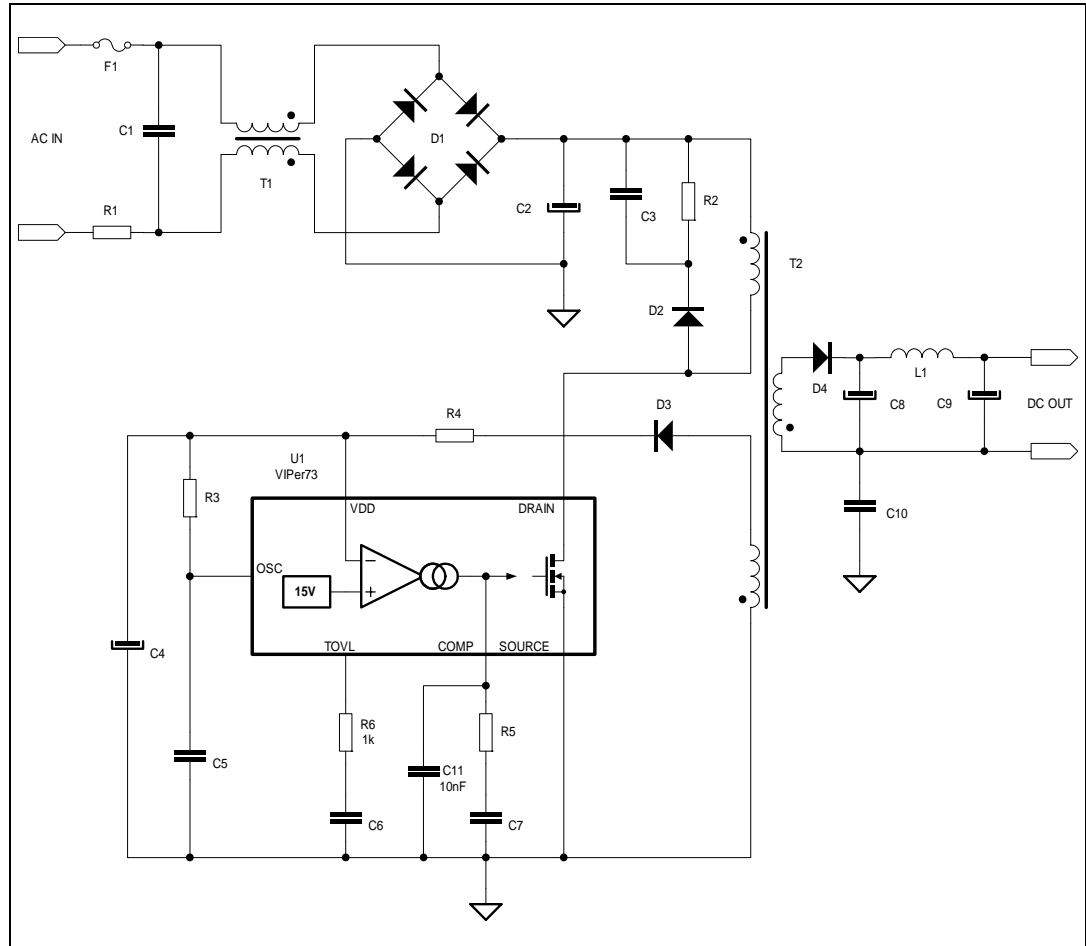 F1
AC IN
C1
T1
R1
D1
C2
C3
R2
T2
D2
D4
L1
C8
C9
DC OUT
R4
D3
U1
VIPer73
R3
VDD
DRAIN
C10
OSC
15V
−
+
TOVL
COMP
SOURCE
C4
R6
1k
R5
C5
C11
10nF
C6
C7